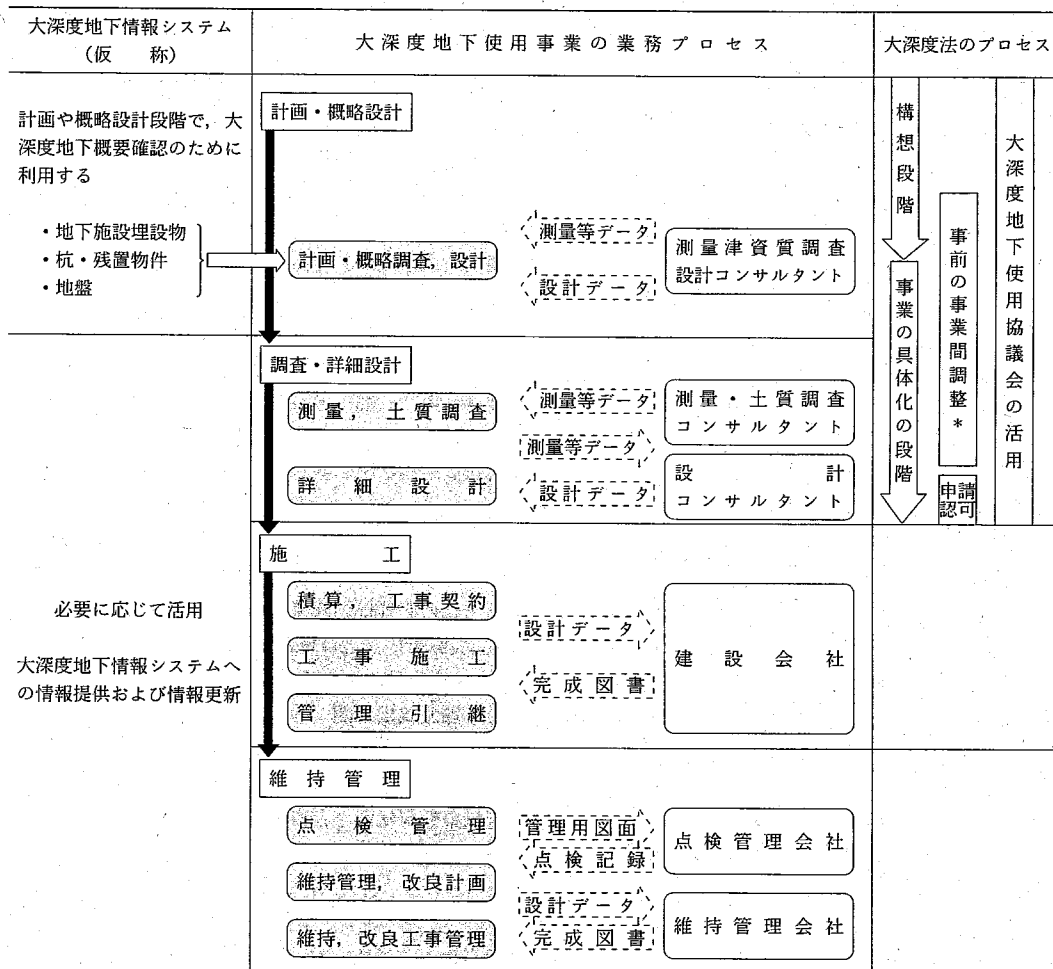 大深度地下情報システム
(仮 称)
大深度地下使用事業の業務プロセス
大深度法のプロセス
計画や概略設計段階で，大
深度地下概要確認のために
利用する
・地下施設埋設物
・杭・残置物件
・地盤
計画・概略設計
計画・概略調査，設計
測量等データ
設計データ
測量津資質調査
設計コンサルタント
構想段階
事業の具体化の段階
事前の事業間調整＊
申請
認可
大深度地下使用協議会の活用
調査・詳細設計
測量，土質調査
詳細設計
測量等データ
測量等データ
設計データ
測量・土質調査
コンサルタント
設計
コンサルタント
必要に応じて活用
大深度地下情報システムへ
の情報提供および情報更新
施工
積算，工事契約
工事施工
管理引継
設計データ
完成図書
建設会社
維持管理
点検管理
維持管理，改良計画
維持，改良工事管理
管理用図面
点検記録
設計データ
完成図書
点検管理会社
維持管理会社